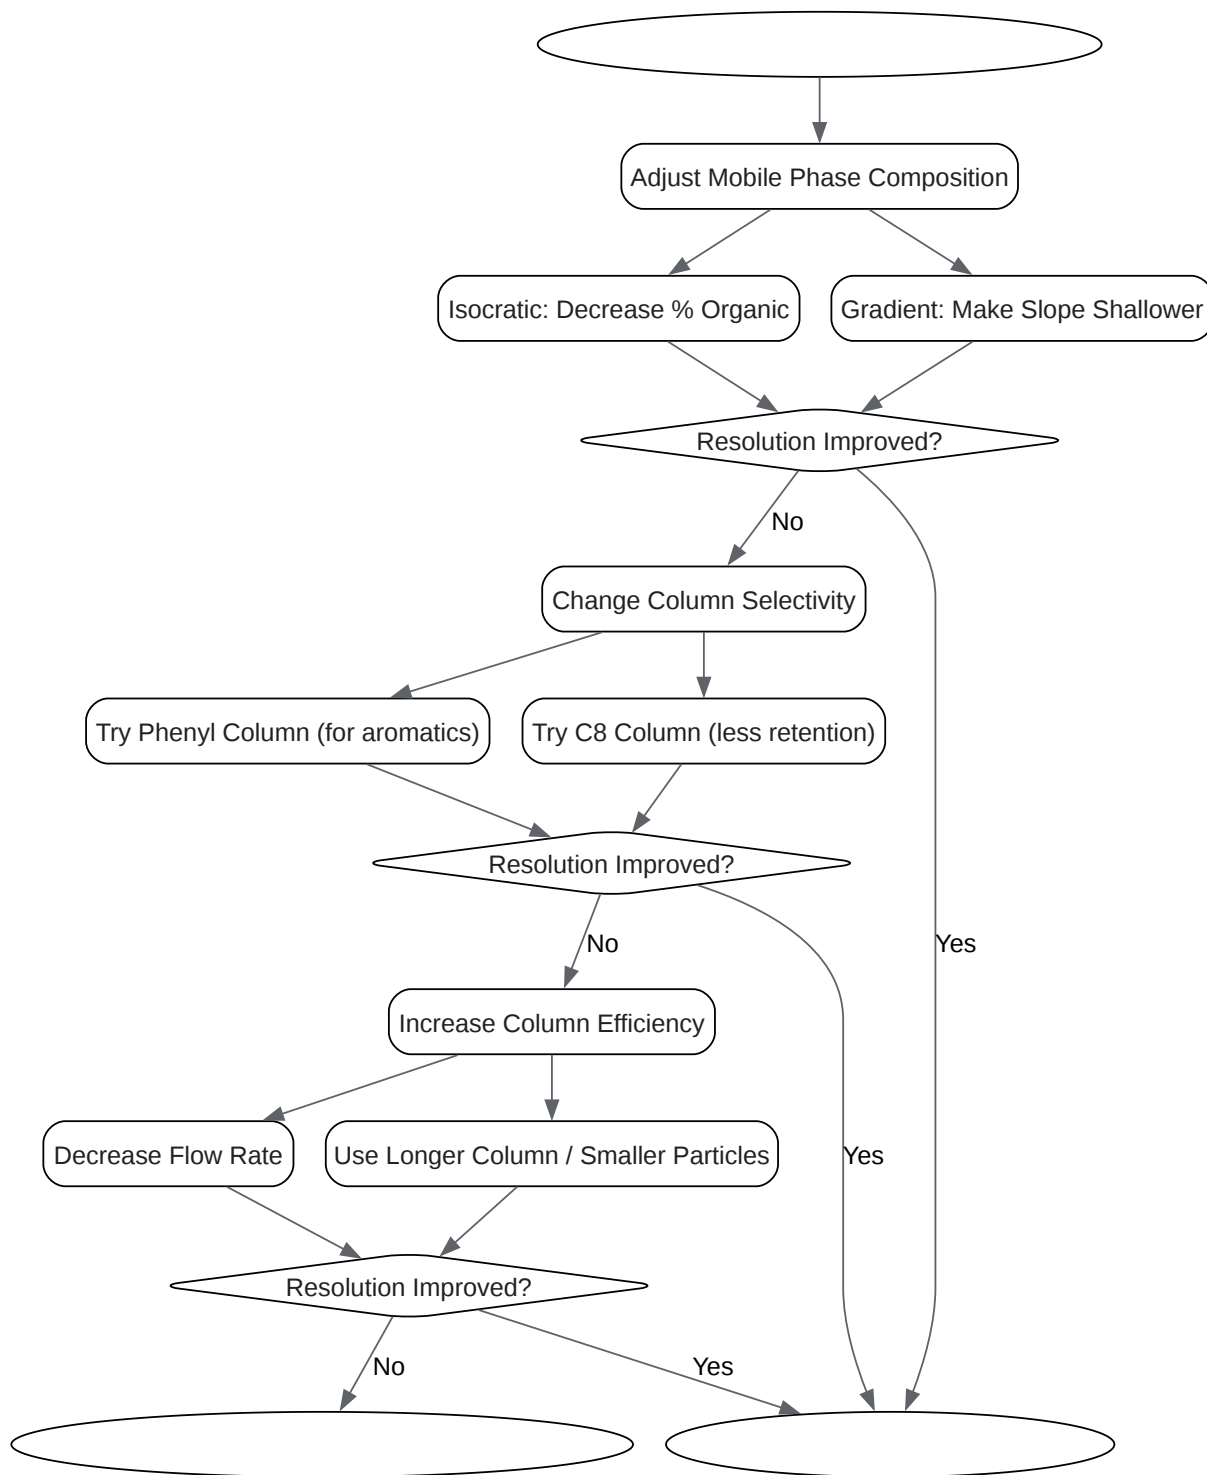 Adjust Mobile Phase Composition
Isocratic: Decrease % Organic
Gradient: Make Slope Shallower
Resolution Improved?
No
Change Column Selectivity
Try Phenyl Column (for aromatics)
Try C8 Column (less retention)
Resolution Improved?
No
Yes
Increase Column Efficiency
Decrease Flow Rate
Use Longer Column / Smaller Particles
Yes
Resolution Improved?
No
Yes